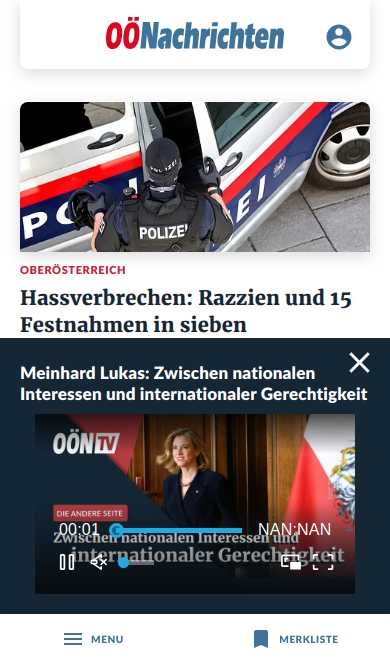 OÖNachrichten
POLIZEI
POLIZEI
OBERÖSTERREICH
Hassverbrechen: Razzien und 15
Festnahmen in sieben
Meinhard Lukas: Zwischen nationalen
Interessen und internationaler Gerechtigkeit
OÖN TV
DIE ANDERE SEITE
00:01
NAN:NAN
Zwischen nationalen Interessen und
internationaler Gerechtigkeit
MENU
MERKLISTE